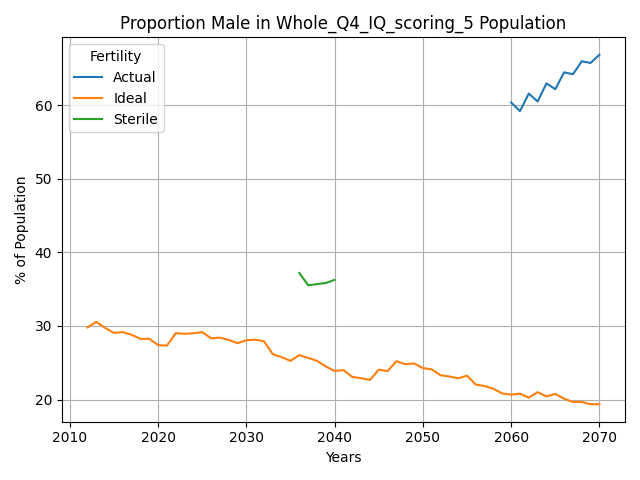 Proportion Male in Whole_Q4_IQ_scoring_5 Population
Fertility
Actual
Ideal
Sterile
% of Population
60
50
40
30
20
2010 2020 2030 2040 2050 2060 2070
Years